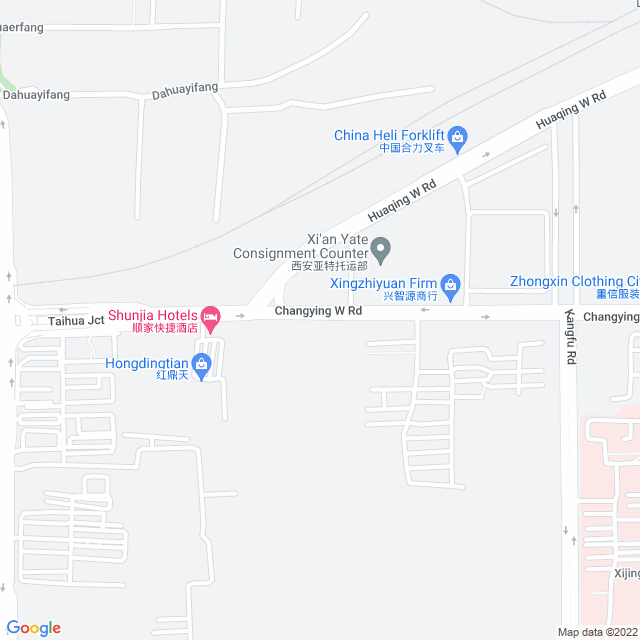 uaerfang
Dahuayifang
Dahuayifang
Huaqing W Rd
China Heli Forklift
中国合力叉车
Huaqing W Rd
Xi'an Yate
Consignment Counter
西安亚特托运部
Xingzhiyuan Firm
兴智源商行
Zhongxin Clothing Cit
重信服装
Shunjia Hotels
顺家快捷酒店
Taihua Jct
Changying W Rd
Changying
Kangfu Rd
Hongdingtian
红鼎天
Xijing
Google
Map data ©2022